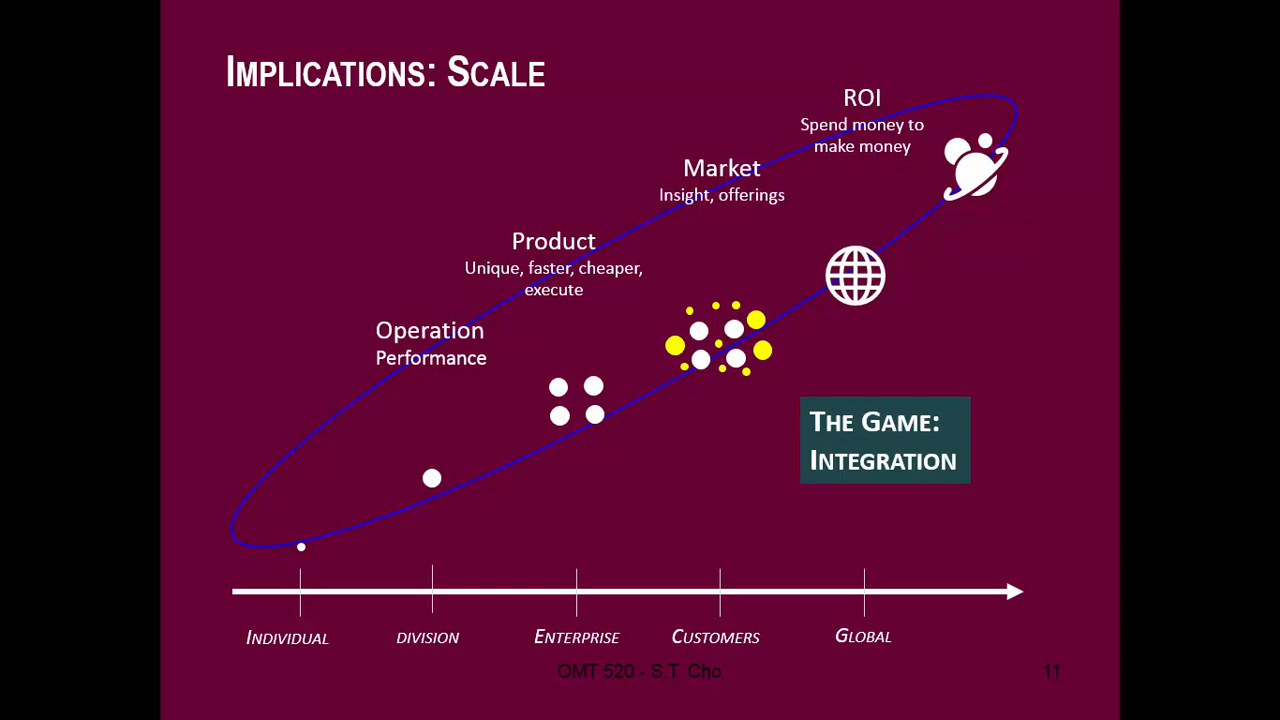 IMPLICATIONS: SCALE
ROI
Spend money to
make money
Market
Insight, offerings
Product
Unique, faster, cheaper,
execute
Operation
Performance
THE GAME:
INTEGRATION
INDIVIDUAL
DIVISION
ENTERPRISE
CUSTOMERS
GLOBAL
OMT 520 - S.T. Cho
11